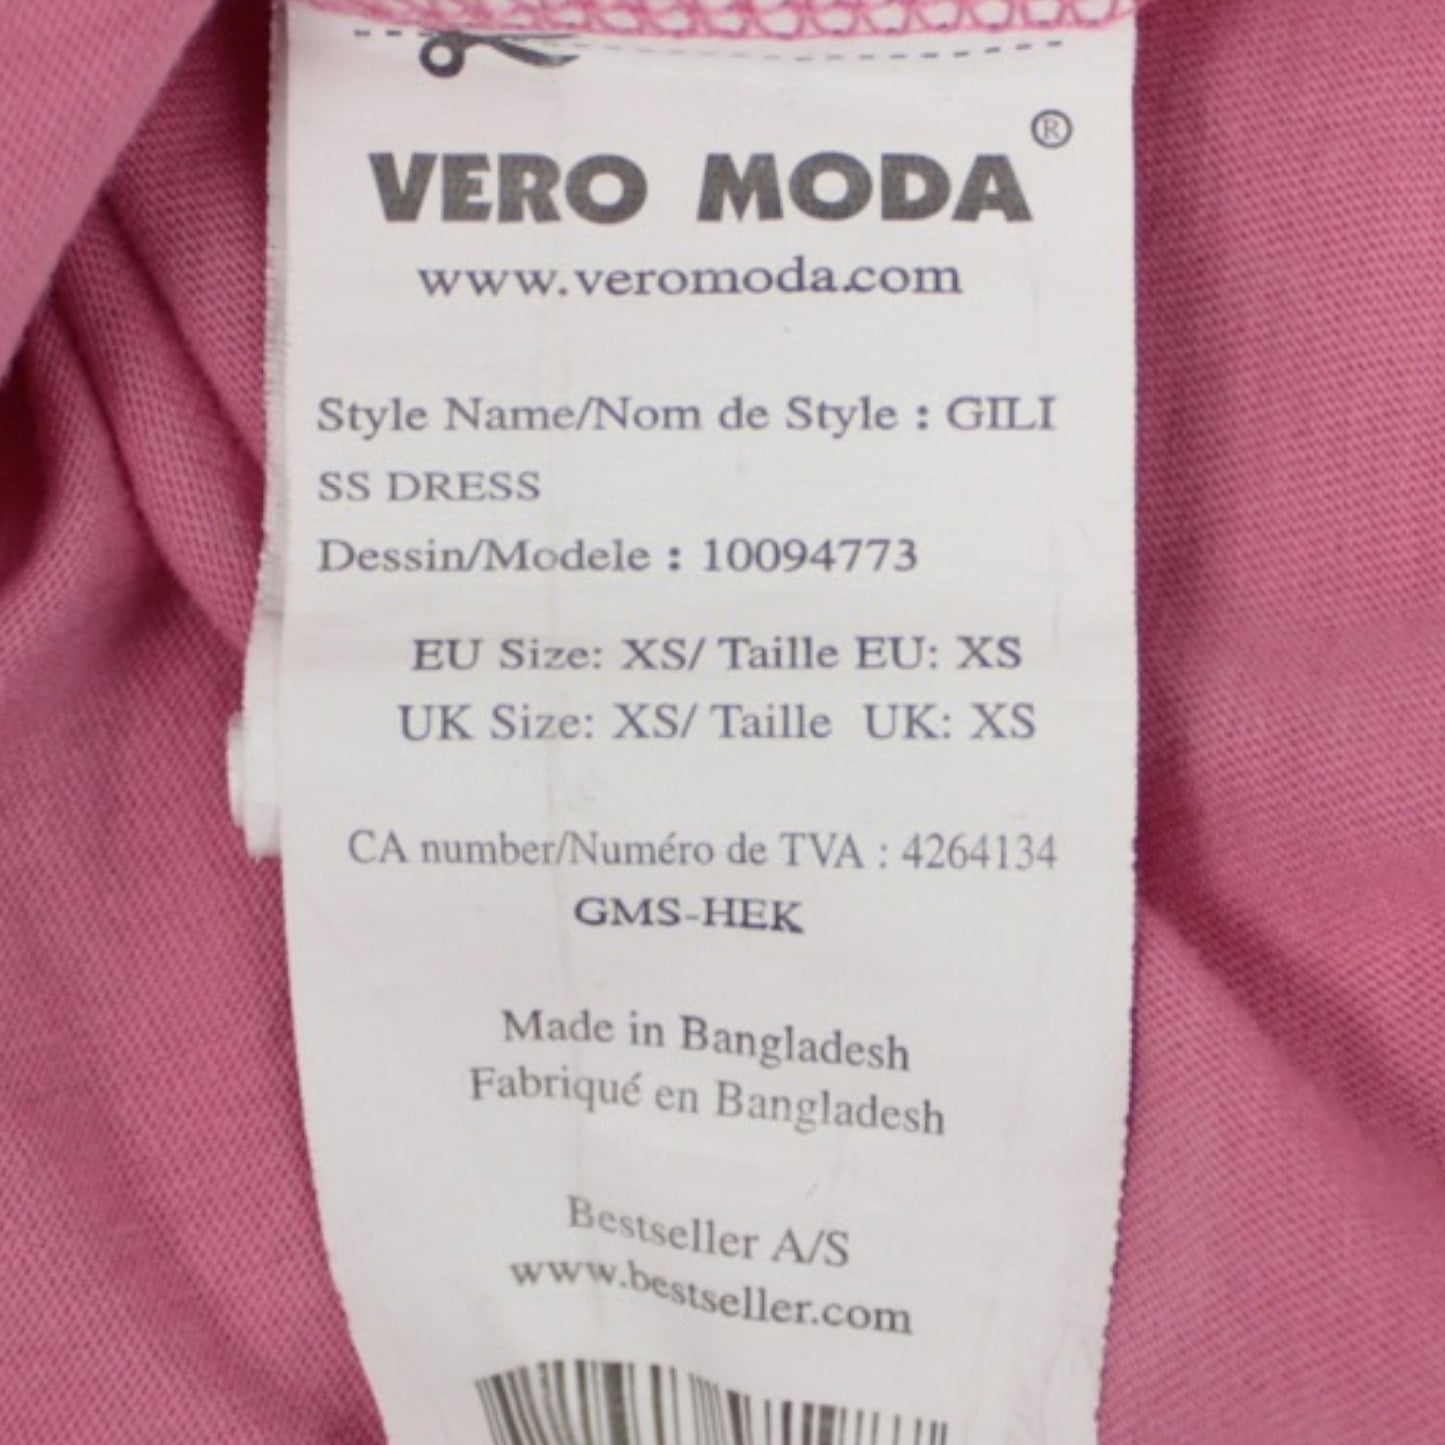 VERO MODA®
www.veromoda.com
Style Name/Nom de Style : GILI
SS DRESS
Dessin/Modele : 10094773
EU Size: XS/ Taille EU: XS
UK Size: XS/ Taille UK: XS
CA number/Numéro de TVA : 4264134
GMS-HEK
Made in Bangladesh
Fabriqué en Bangladesh
Bestseller A/S
www.bestseller.com